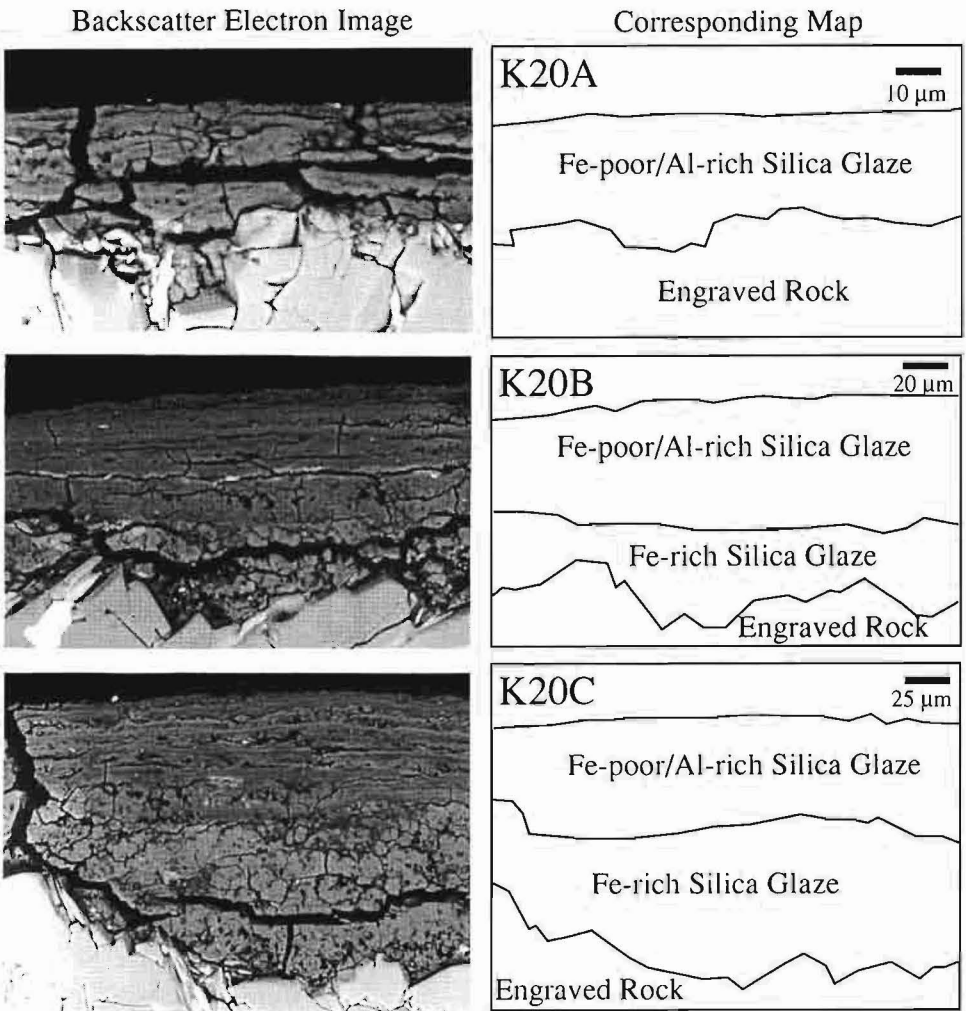 Backscatter Electron Image
Corresponding Map
K20A
10 µm
Fe-poor/Al-rich Silica Glaze
Engraved Rock
K20B
20 µm
Fe-poor/Al-rich Silica Glaze
Fe-rich Silica Glaze
Engraved Rock
K20C
25 µm
Fe-poor/Al-rich Silica Glaze
Fe-rich Silica Glaze
Engraved Rock